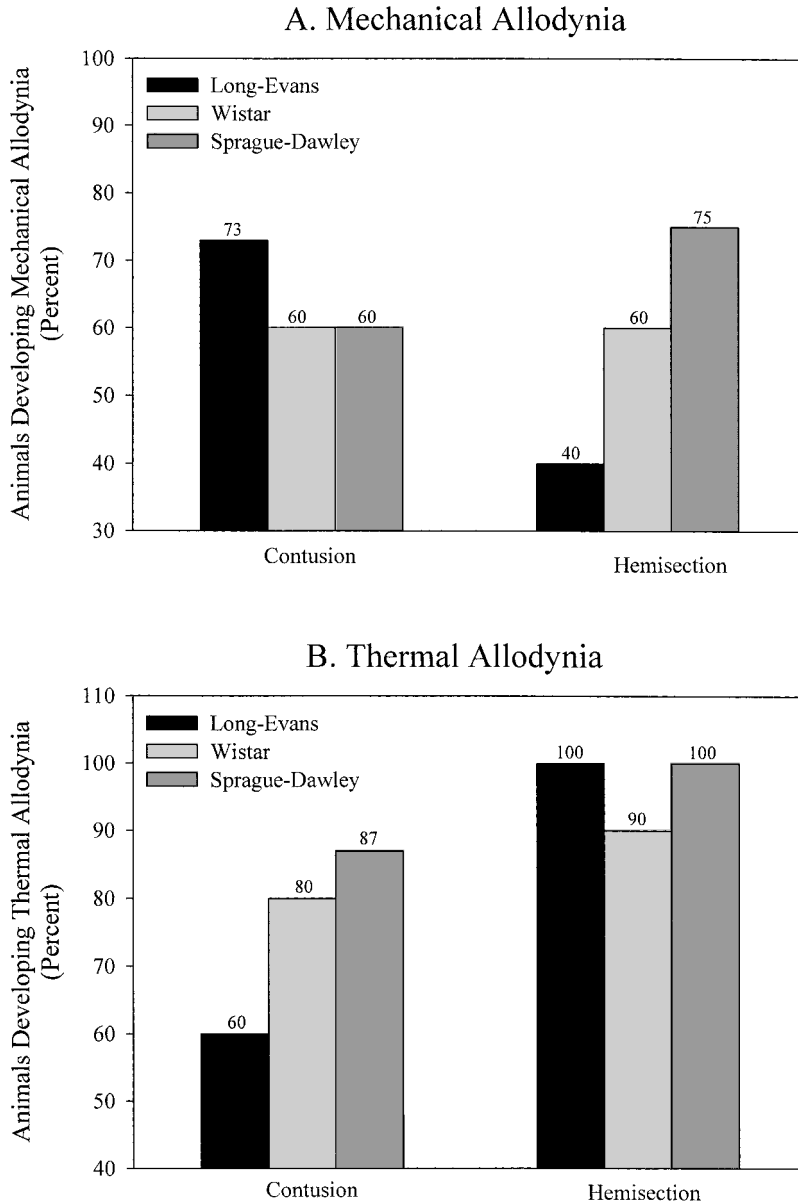 A. Mechanical Allodynia
Animals Developing Mechanical Allodynia
(Percent)
100
90
80
70
60
50
40
30
Long-Evans
Wistar
Sprague-Dawley
73
60
60
40
60
75
Contusion
Hemisection
B. Thermal Allodynia
Animals Developing Thermal Allodynia
(Percent)
110
100
90
80
70
60
50
40
Long-Evans
Wistar
Sprague-Dawley
60
80
87
100
90
100
Contusion
Hemisection